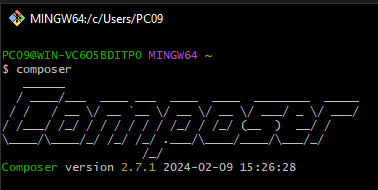 MINGW64:/c/Users/PC09
PC09@WIN-VC6O5BDITPO MINGW64 ~
$ composer
Composer
Composer version 2.7.1 2024-02-09 15:26:28